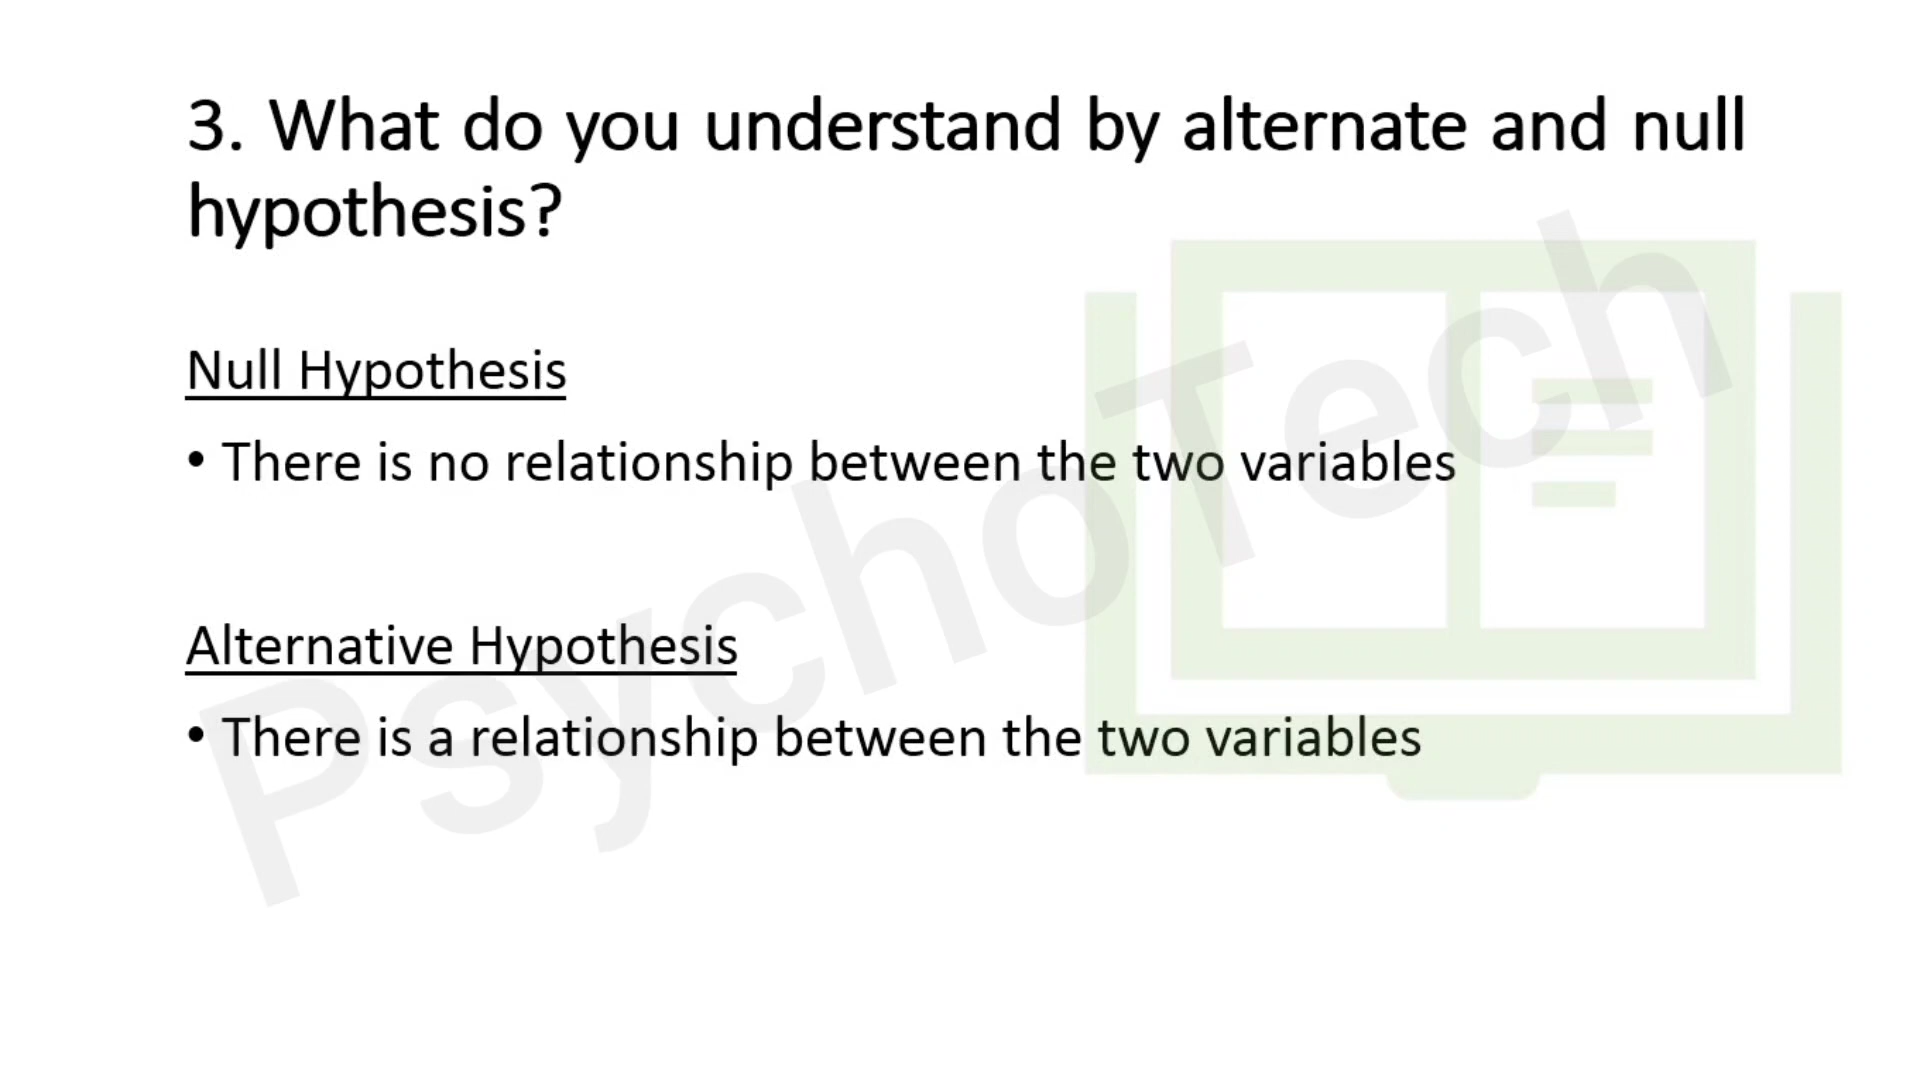 3. What do you understand by alternate and null
hypothesis?
Null Hypothesis
• There is no relationship between the two variables
Alternative Hypothesis
• There is a relationship between the two variables
PsychoTech